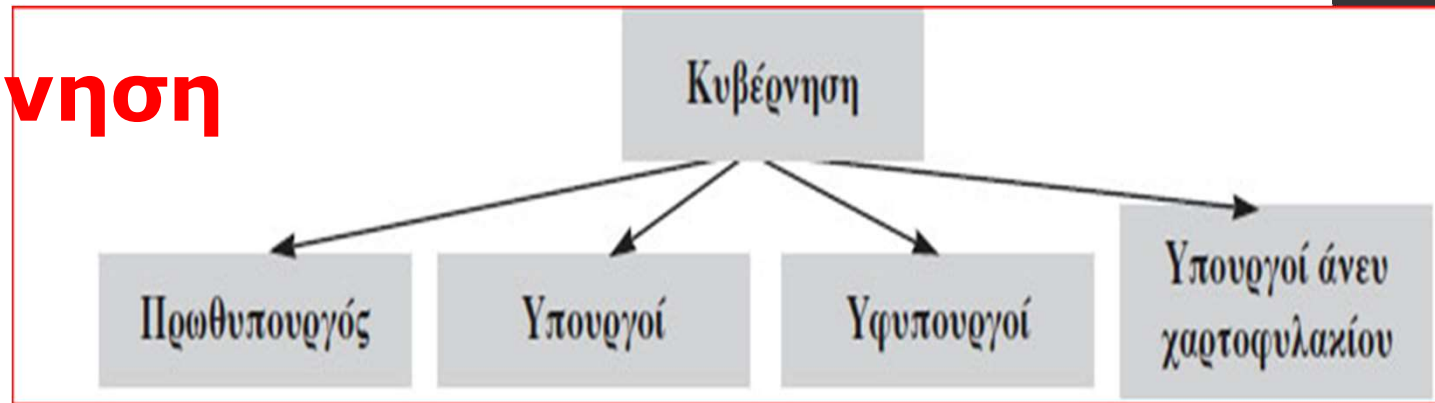 νηση
Κυβέρνηση
Πρωθυπουργός
Υπουργοί
Υφυπουργοί
Υπουργοί άνευ
χαρτοφυλακίου